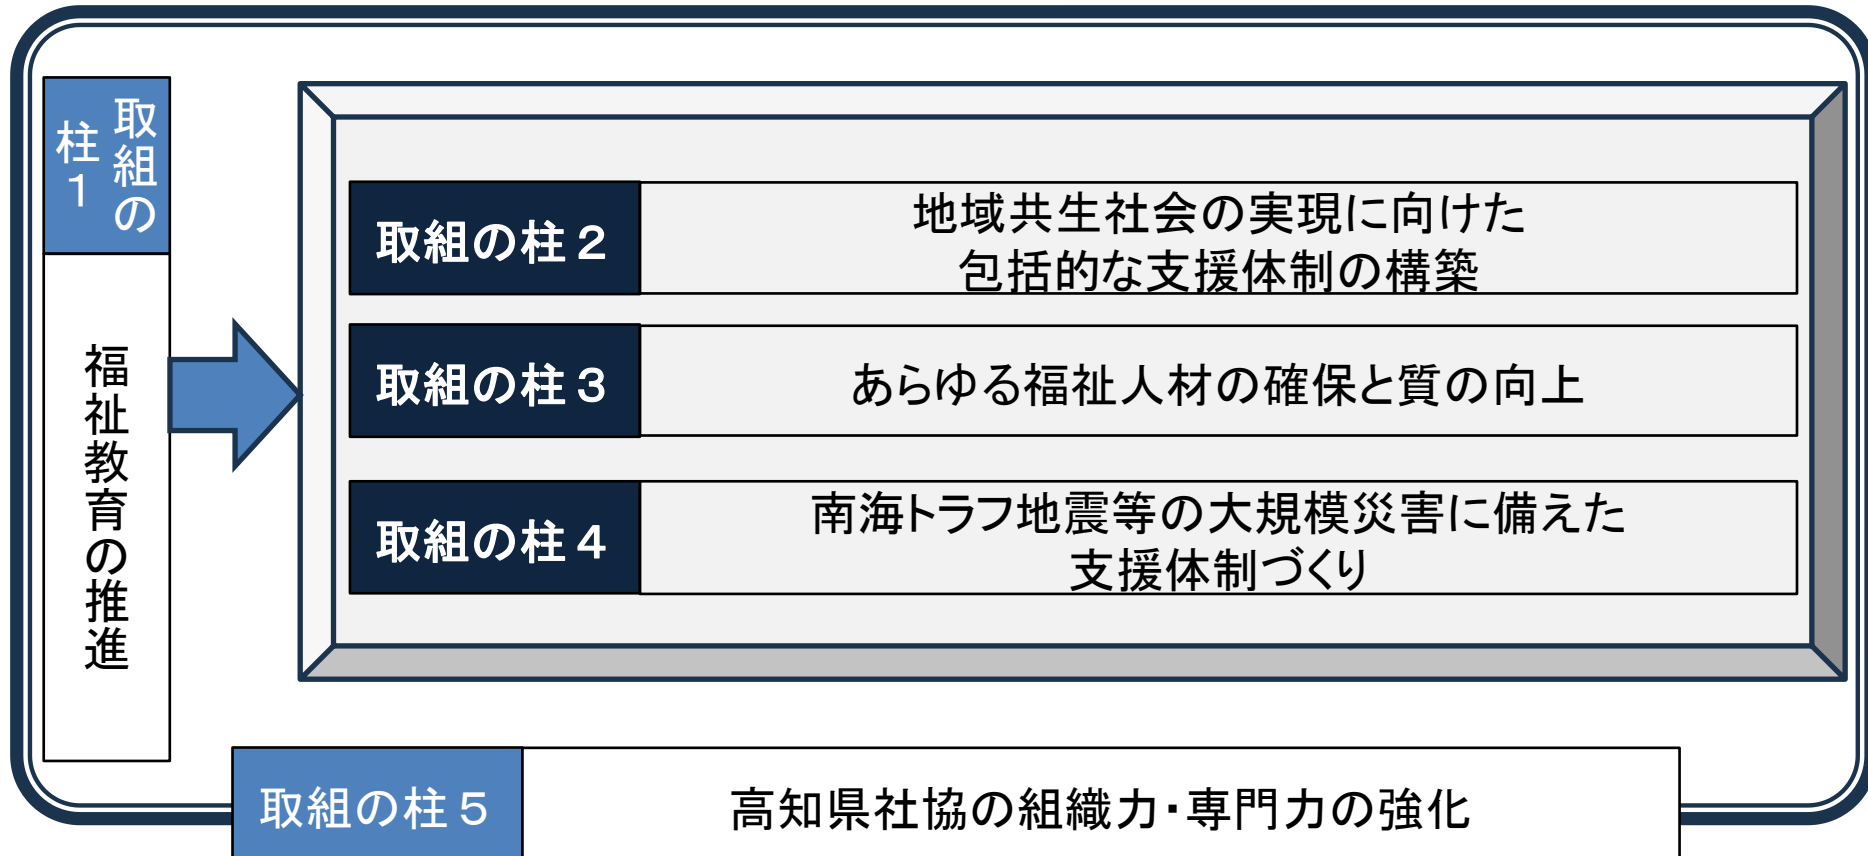 取組の
柱１
福祉教育の推進
取組の柱２
地域共生社会の実現に向けた
包括的な支援体制の構築
取組の柱３
あらゆる福祉人材の確保と質の向上
取組の柱４
南海トラフ地震等の大規模災害に備えた
支援体制づくり
取組の柱５
高知県社協の組織力・専門力の強化